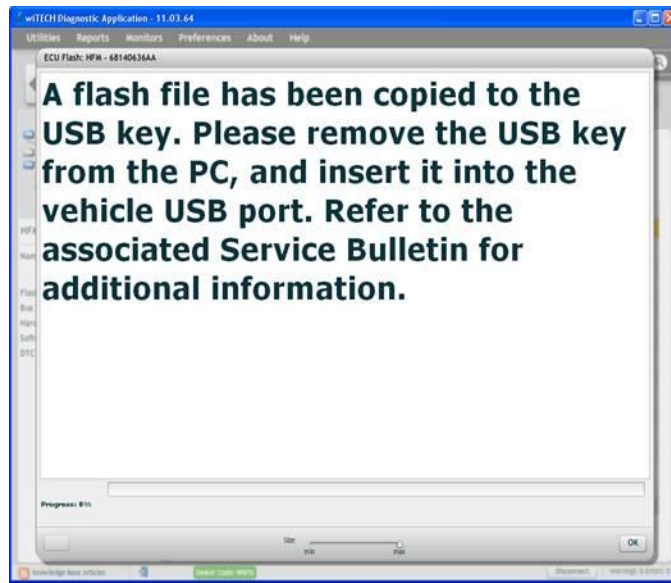 wiTECH Diagnostic Application - 11.03.64
Utilities Reports Monitors Preferences About Help
ECU Flash: HFM - 68140636AA
A flash file has been copied to the
USB key. Please remove the USB key
from the PC, and insert it into the
vehicle USB port. Refer to the
associated Service Bulletin for
additional information.
Progress: 0%
Size
min max
OK
Knowledge Base Articles
Disconnect